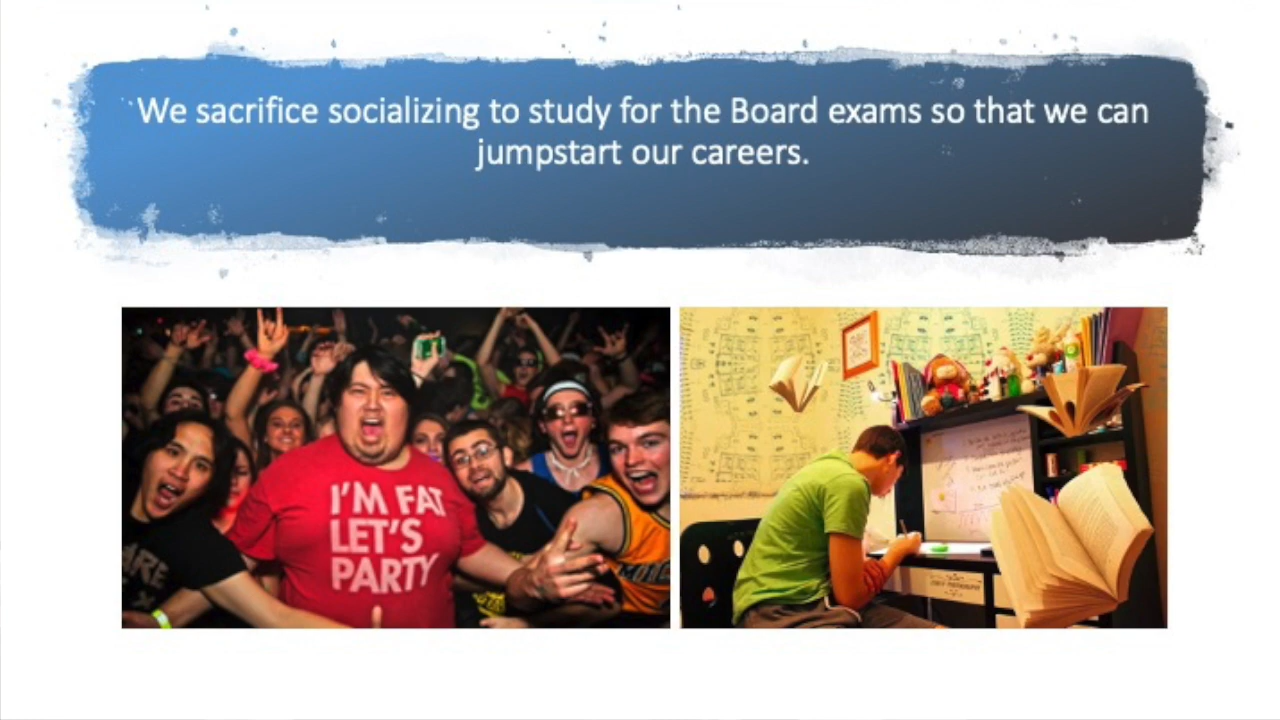 We sacrifice socializing to study for the Board exams so that we can
jumpstart our careers.
I'M FAT
LET'S
PARTY
ARE